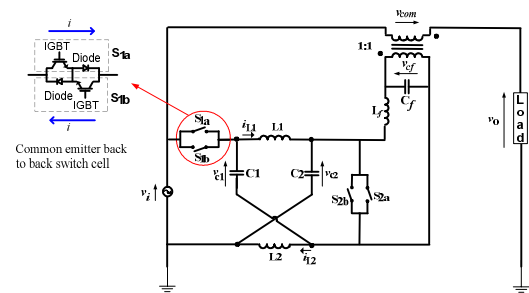 i
IGBT
Diode
S1a
Diode
IGBT
S1b
i
Common emitter back
to back switch cell
vcom
1:1
vcf
Cf
Lf
S1a
S1b
iL1
L1
vc1
C1
C2
vc2
S2b
S2a
vi
L2
iL2
vo
Load